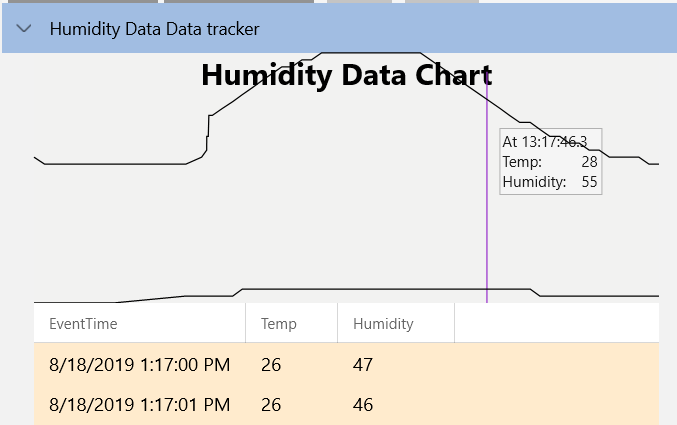 Humidity Data Data tracker
Humidity Data Chart
At 13:17:46.3
Temp: 28
Humidity: 55
EventTime Temp Humidity
8/18/2019 1:17:00 PM 26 47
8/18/2019 1:17:01 PM 26 46